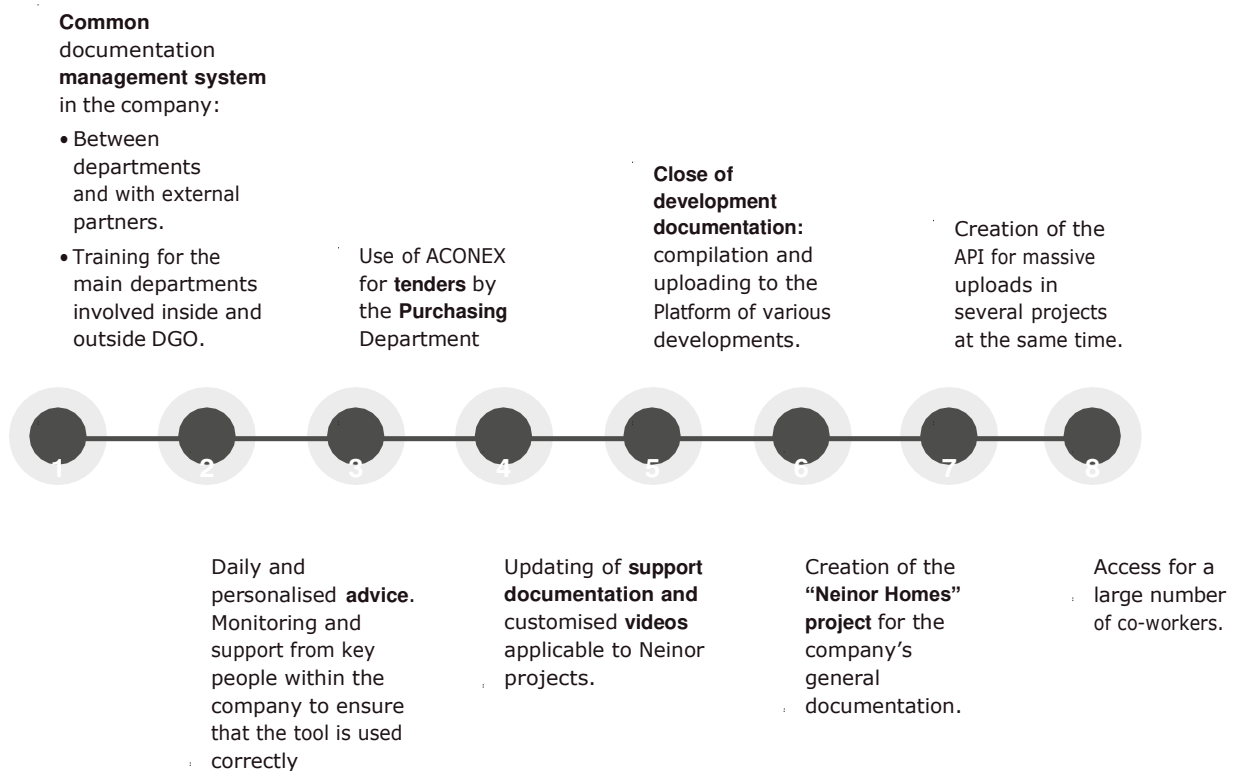 Common
documentation
management system
in the company:
• Between
departments
and with external
partners.
• Training for the
main departments
involved inside and
outside DGO.
Use of ACONEX
for tenders by
the Purchasing
Department
Close of
development
documentation:
compilation and
uploading to the
Platform of various
developments.
Creation of the
API for massive
uploads in
several projects
at the same time.
1 2 3 4 5 6 7 8
Daily and
personalised advice.
Monitoring and
support from key
people within the
company to ensure
that the tool is used
correctly
Updating of support
documentation and
customised videos
applicable to Neinor
projects.
Creation of the
“Neinor Homes”
project for the
company’s
general
documentation.
Access for a
large number
of co-workers.